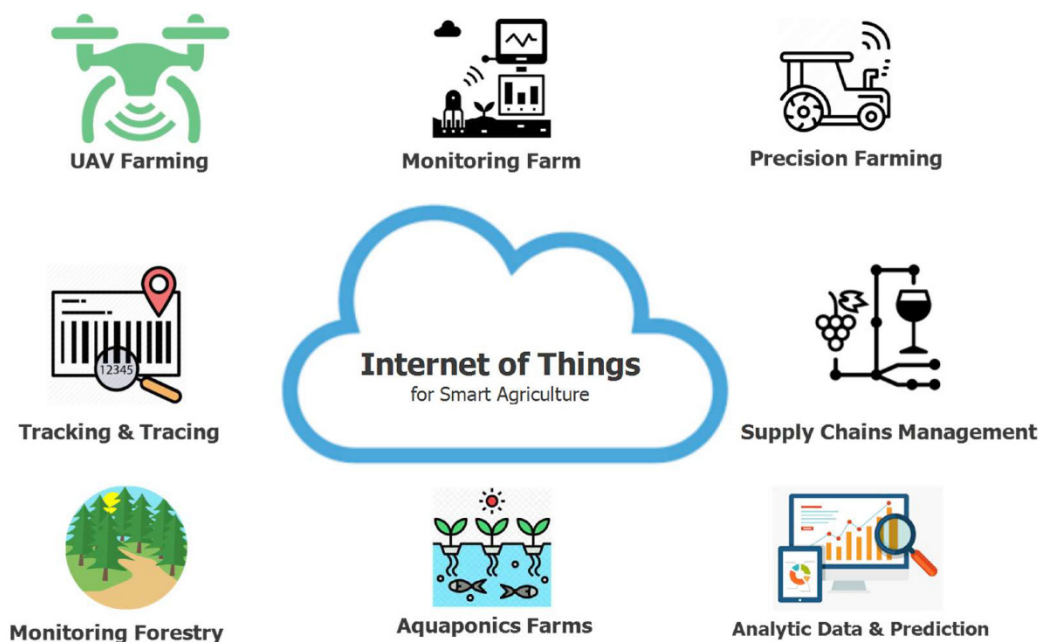 UAV Farming
Monitoring Farm
Precision Farming
Internet of Things
for Smart Agriculture
12345
Tracking & Tracing
Supply Chains Management
Monitoring Forestry
Aquaponics Farms
Analytic Data & Prediction